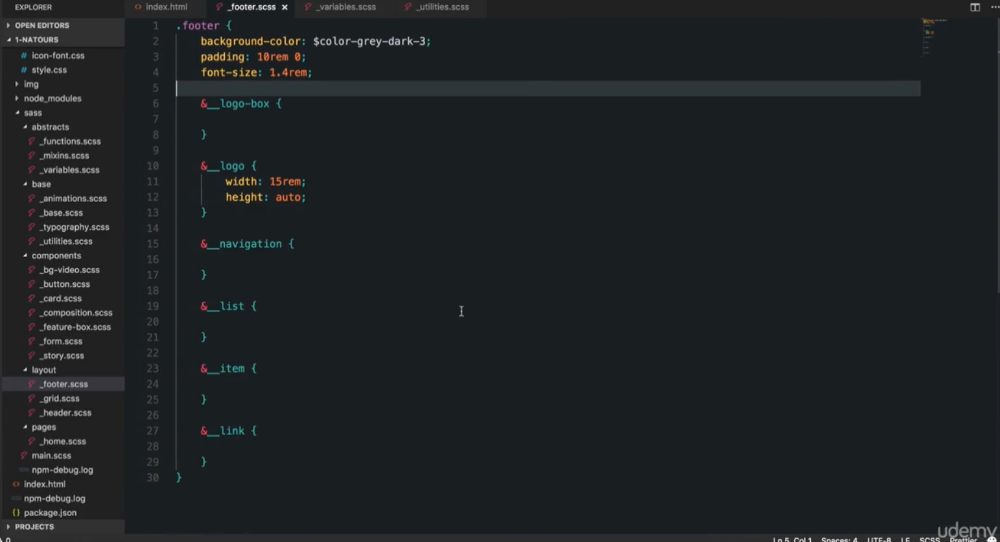 EXPLORER
OPEN EDITORS
1-NATOURS
# icon-font.css
# style.css
img
node_modules
sass
abstracts
_functions.scss
_mixins.scss
_variables.scss
base
_animations.scss
_base.scss
_typography.scss
_utilities.scss
components
_bg-video.scss
_button.scss
_card.scss
_composition.scss
_feature-box.scss
_form.scss
_story.scss
layout
_footer.scss
_grid.scss
_header.scss
pages
_home.scss
main.scss
npm-debug.log
<> index.html
npm-debug.log
{} package.json
PROJECTS
<> index.html _footer.scss × _variables.scss _utilities.scss
1 .footer {
2 background-color: $color-grey-dark-3;
3 padding: 10rem 0;
4 font-size: 1.4rem;
5
6 &__logo-box {
7
8 }
9
10 &__logo {
11 width: 15rem;
12 height: auto;
13 }
14
15 &__navigation {
16
17 }
18
19 &__list {
20
21 }
22
23 &__item {
24
25 }
26
27 &__link {
28
29 }
30 }
udemy
0 Ln 5, Col 1 Spaces: 4 UTF-8 LF SCSS Prettier